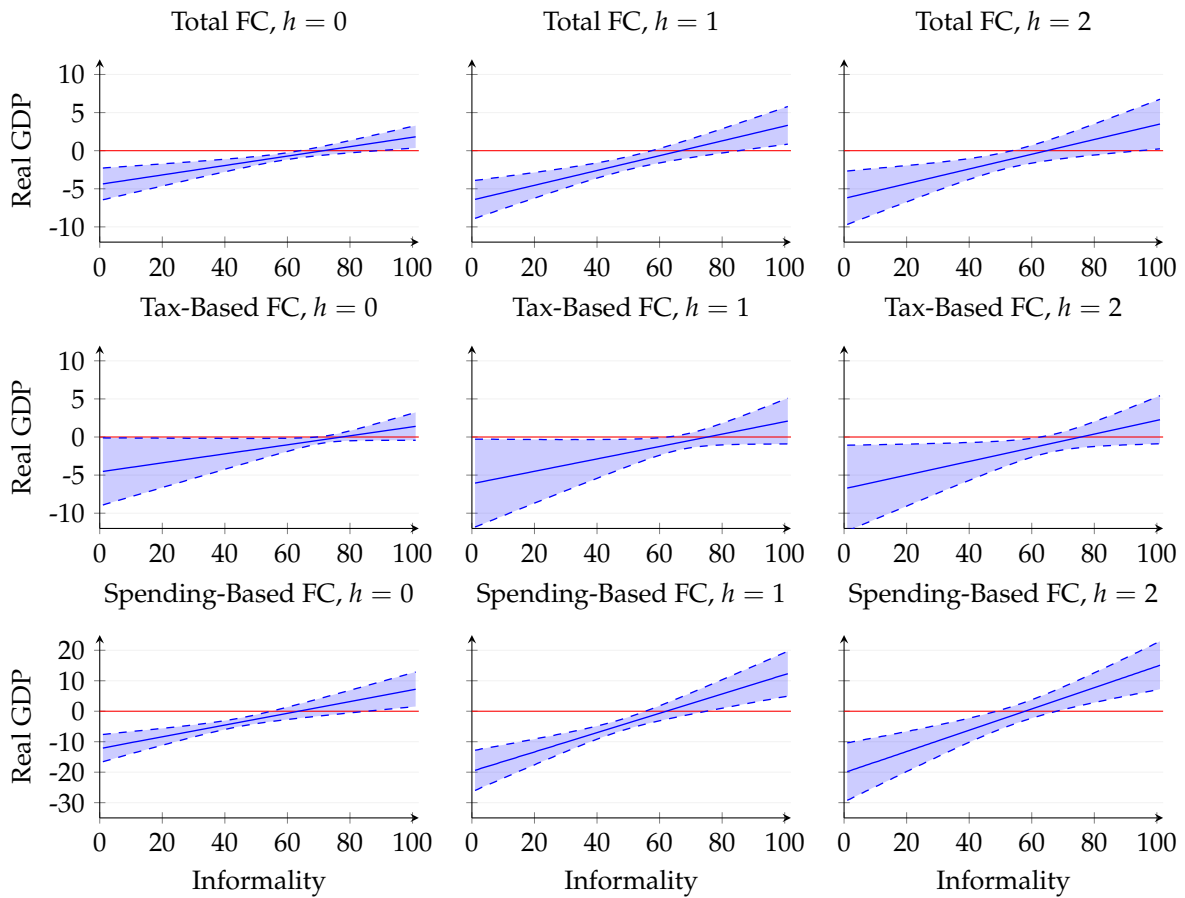 Total FC, h = 0
Total FC, h = 1
Total FC, h = 2
Real GDP
10
5
0
-5
-10
0 20 40 60 80 100
0 20 40 60 80 100
0 20 40 60 80 100
Tax-Based FC, h = 0
Tax-Based FC, h = 1
Tax-Based FC, h = 2
Real GDP
10
5
0
-5
-10
0 20 40 60 80 100
0 20 40 60 80 100
0 20 40 60 80 100
Spending-Based FC, h = 0
Spending-Based FC, h = 1
Spending-Based FC, h = 2
Real GDP
20
10
0
-10
-20
-30
0 20 40 60 80 100
0 20 40 60 80 100
0 20 40 60 80 100
Informality
Informality
Informality